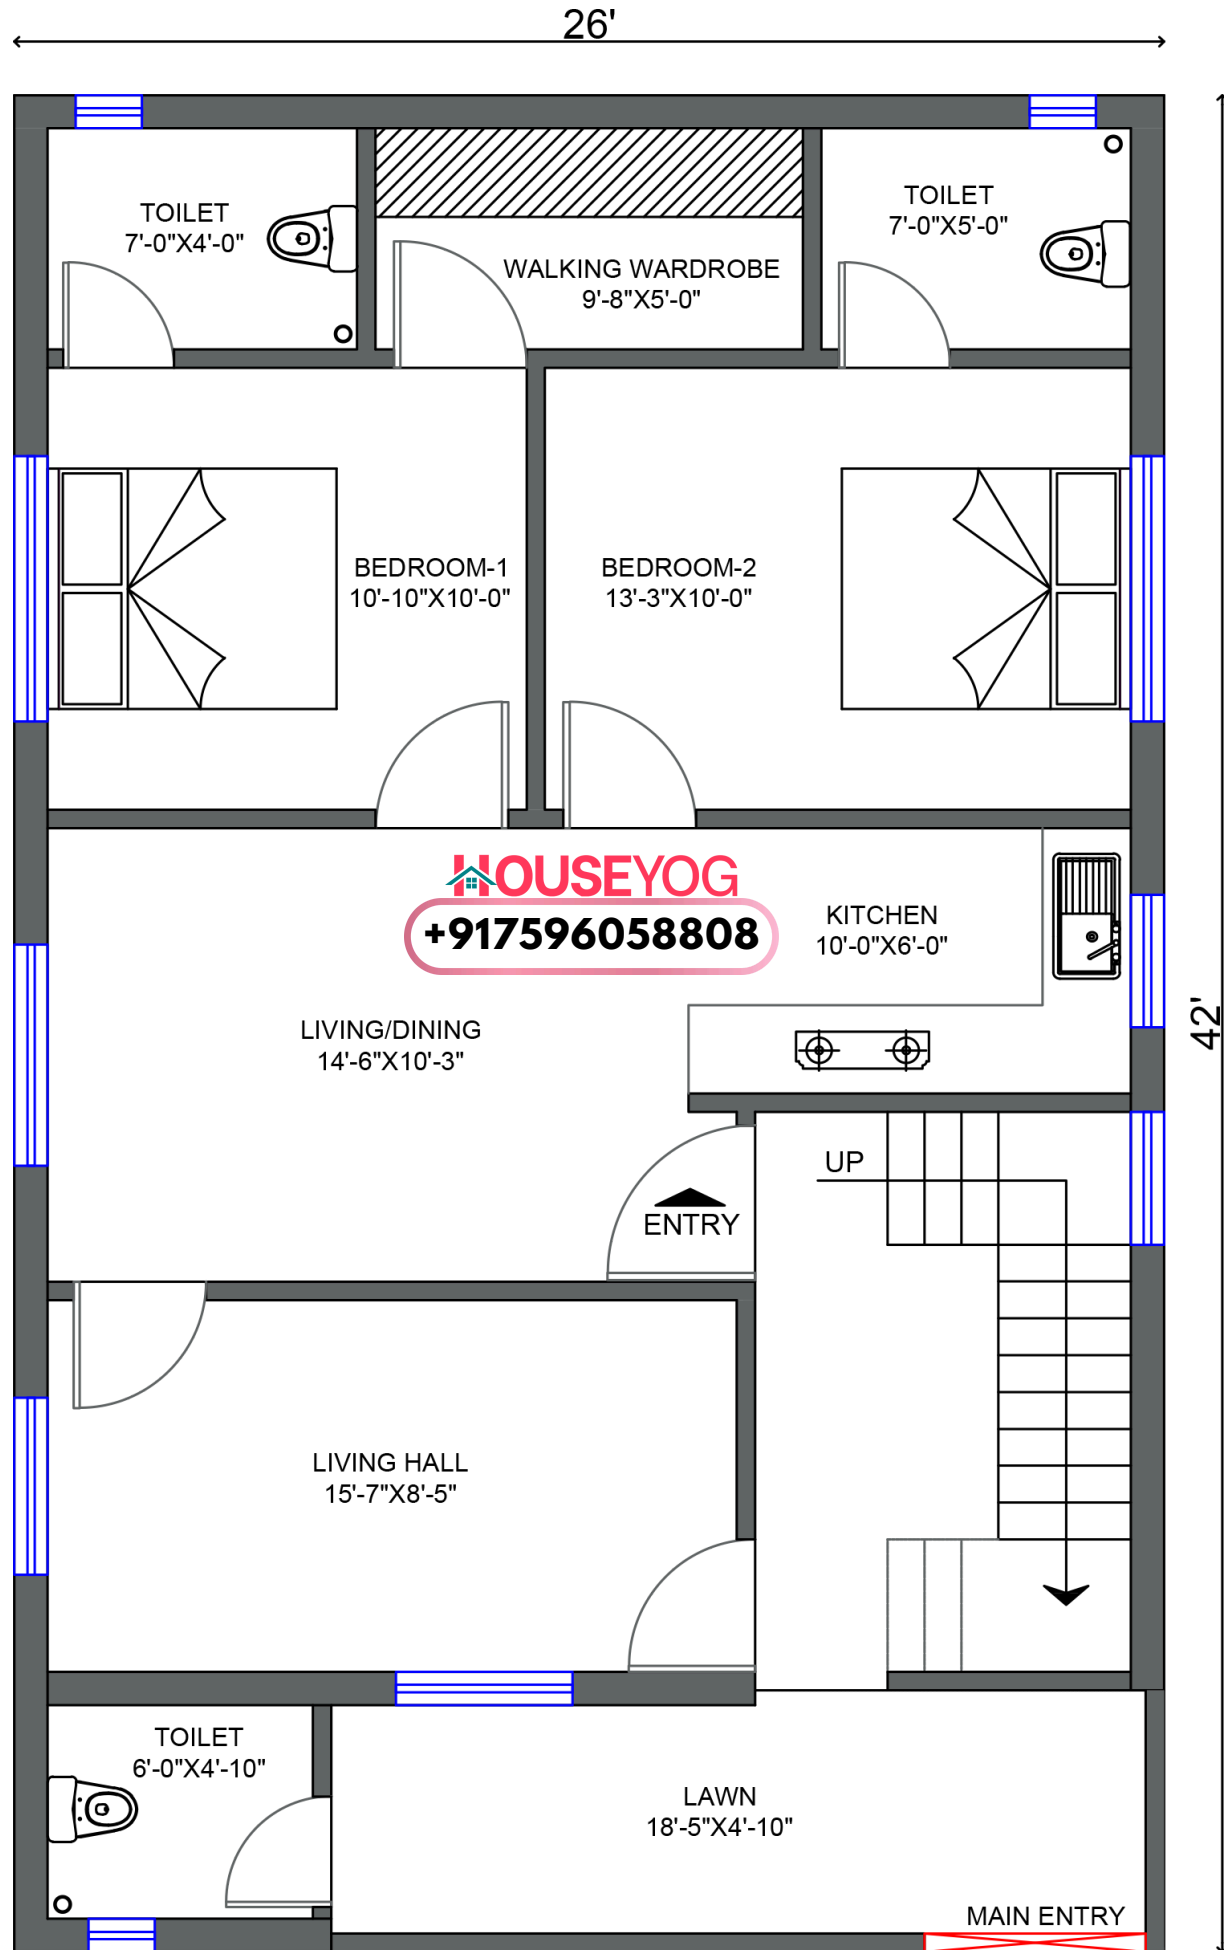 26'
TOILET
7'-0"X4'-0"
WALKING WARDROBE
9'-8"X5'-0"
TOILET
7'-0"X5'-0"
BEDROOM-1
10'-10"X10'-0"
BEDROOM-2
13'-3"X10'-0"
HOUSEYOG
+917596058808
KITCHEN
10'-0"X6'-0"
LIVING/DINING
14'-6"X10'-3"
42'
UP
ENTRY
LIVING HALL
15'-7"X8'-5"
TOILET
6'-0"X4'-10"
LAWN
18'-5"X4'-10"
MAIN ENTRY